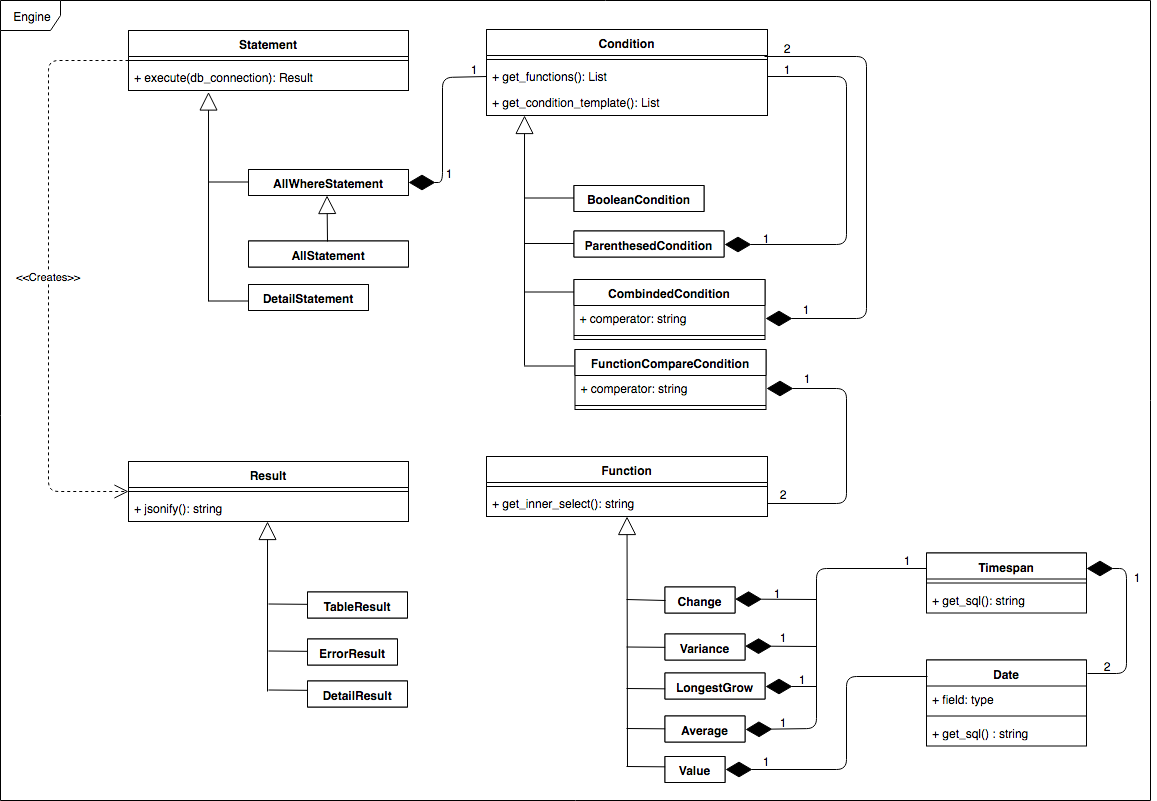 Engine
Statement
+ execute(db_connection): Result
Condition
+ get_functions(): List
+ get_condition_template(): List
2
1
1
1
AllWhereStatement
AllStatement
DetailStatement
<<Creates>>
BooleanCondition
ParenthesedCondition
1
CombindedCondition
+ comperator: string
1
FunctionCompareCondition
+ comperator: string
1
Result
+ jsonify(): string
Function
+ get_inner_select(): string
2
TableResult
ErrorResult
DetailResult
Change
1
Variance
1
LongestGrow
1
Average
1
Value
1
1
Timespan
+ get_sql(): string
1
2
Date
+ field: type
+ get_sql() : string